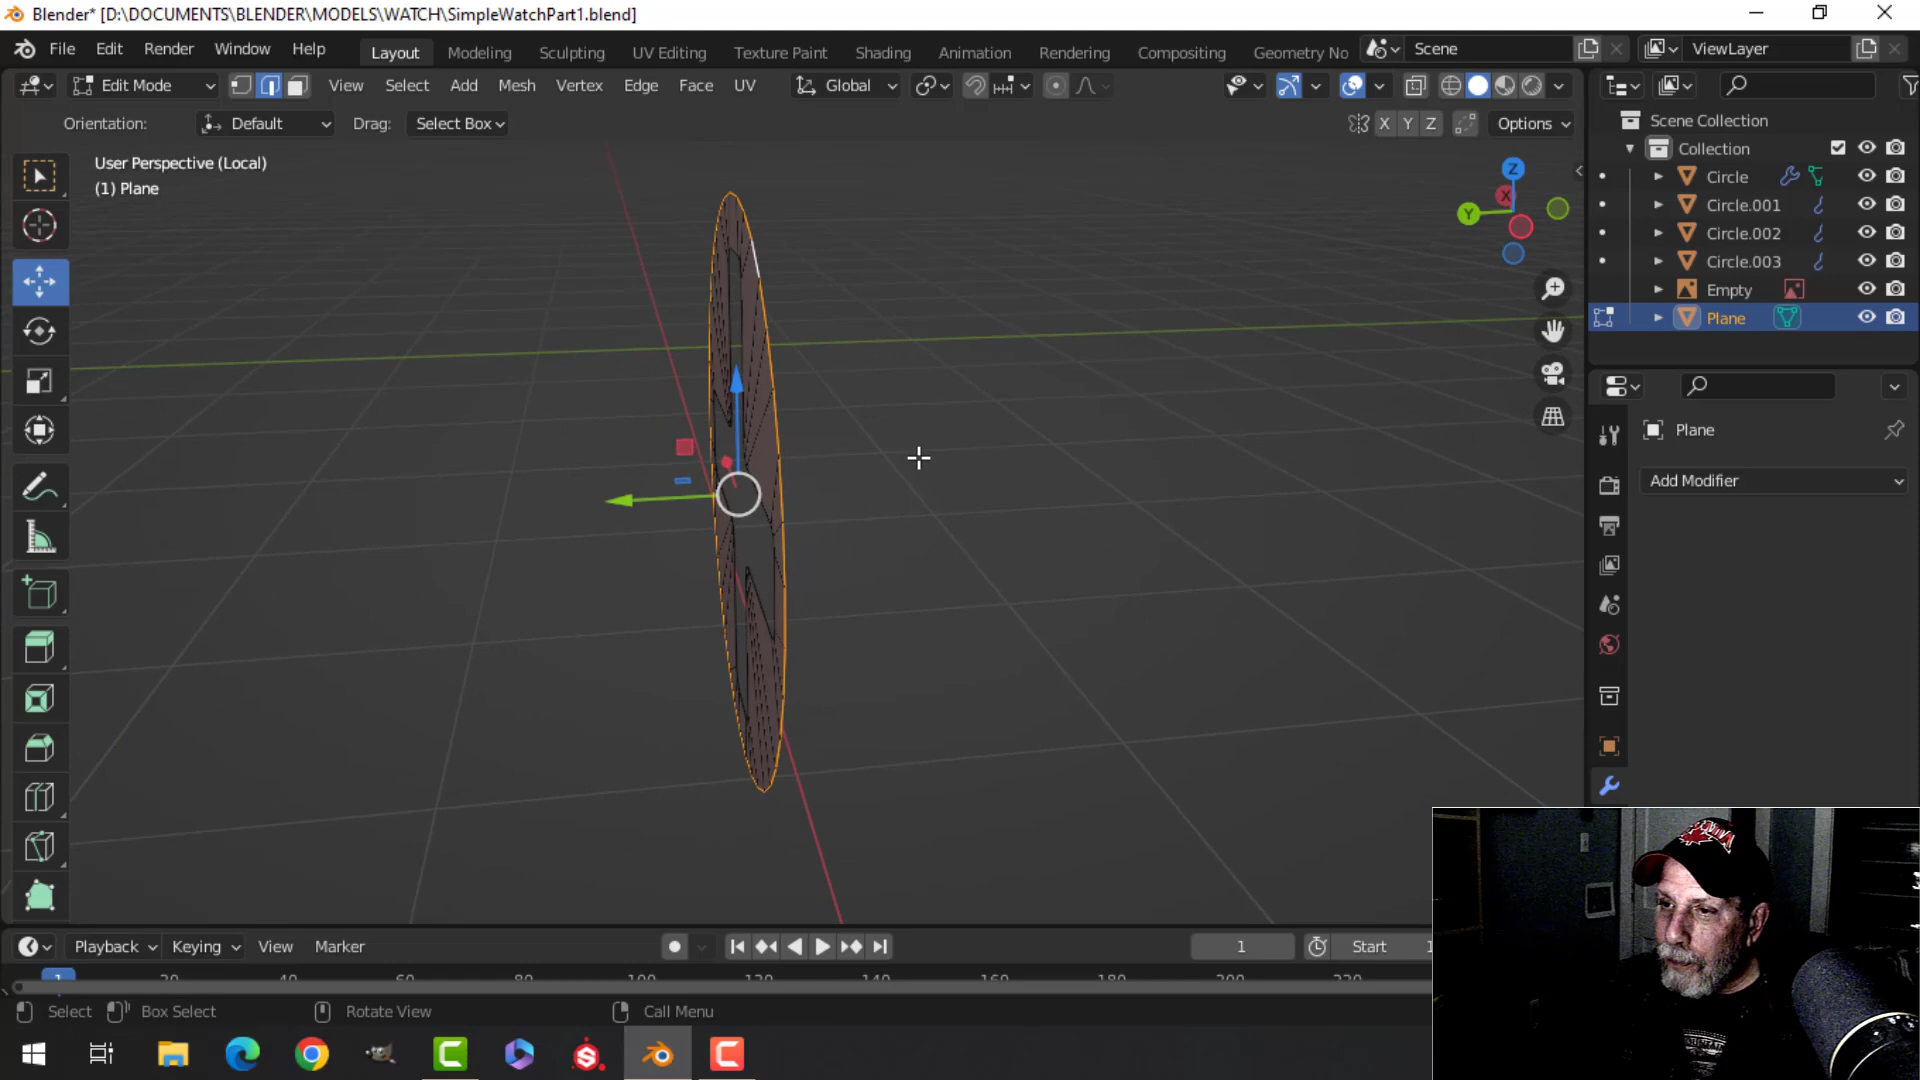 Blender* [D:\DOCUMENTS\BLENDER\MODELS\WATCH\SimpleWatchPart1.blend]
File Edit Render Window Help Layout Modeling Sculpting UV Editing Texture Paint Shading Animation Rendering Compositing Geometry No Scene ViewLayer
Edit Mode View Select Add Mesh Vertex Edge Face UV Global
Orientation: Default Drag: Select Box X Y Z Options
User Perspective (Local)
(1) Plane
Z
X
Y
Scene Collection
Collection
Circle
Circle.001
Circle.002
Circle.003
Empty
Plane
Plane
Add Modifier
Playback Keying View Marker 1 Start 1
1 20 40 60 80 100 120 140 160 180 200 220
Select Box Select Rotate View Call Menu